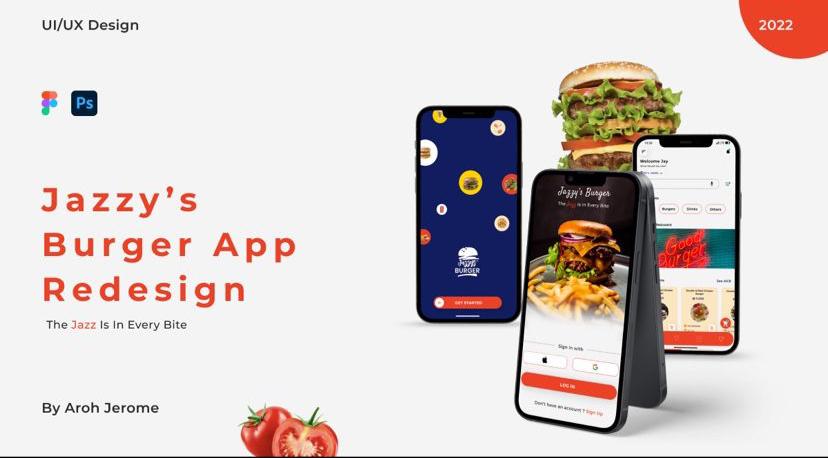 UI/UX Design
2022
Ps
Jazzy’s
Burger App
Redesign
The Jazz Is In Every Bite
By Aroh Jerome
BURGER
GET STARTED
Jazzy's Burger
The Jazz Is in Every Bite
Sign in with
LOG IN
Don't have an account ? Sign Up
Welcome Jay
Burgers
Drinks
Others
Good
Burger
See All